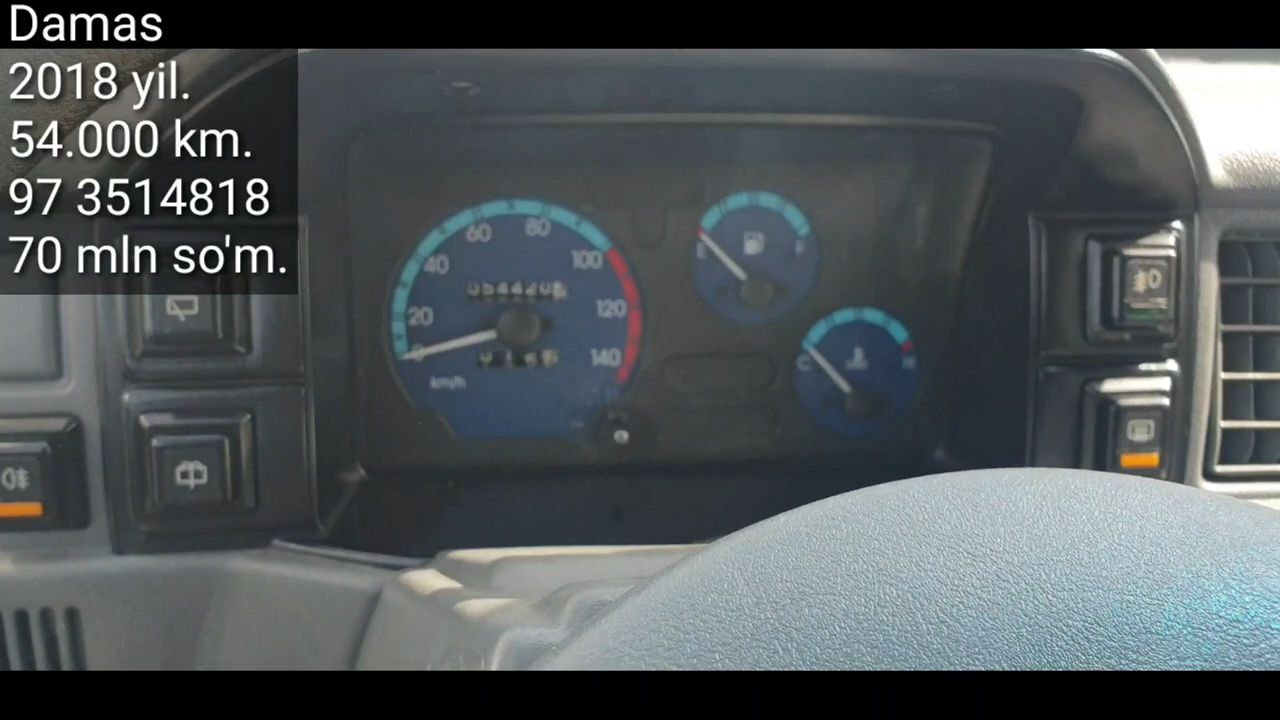 Damas
2018 yil.
54.000 km.
97 3514818
70 mln so'm.
60 80
40 100
20 120
0 140
km/h
E F
C H